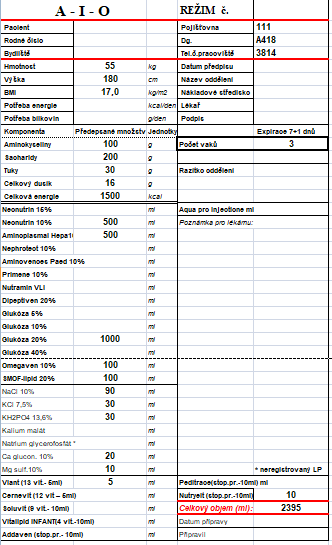 A - I - O REŽIM č.
Pacient Pojišťovna 111
Rodné číslo Dg. A418
Bydliště Tel.č.pracoviště 3814
Hmotnost 55 kg Datum předpisu
Výška 180 cm Název oddělení
BMI 17,0 kg/m2 Nákladové středisko
Potřeba energie kcal/den Lékař
Potřeba bílkovin g/den Podpis
Komponenta Předepsané množstv Jednotky Expirace 7+1 dnů
Aminokyseliny 100 g Počet vaků 3
Sacharidy 200 g
Tuky 30 g Razítko oddělení
Celkový dusík 16 g
Celková energie 1500 kcal
Neonutrin 15% ml Aqua pro injectione ml
Neonutrin 10% 500 ml Poznámka pro lékárnu:
Aminoplasmal Hepa10 500 ml
Nephrotect 10% ml
Aminovenoes Paed 10% ml
Primene 10% ml
Nutramin VLI ml
Dipeptiven 20% ml
Glukóza 5% ml
Glukóza 10% ml
Glukóza 20% 1000 ml
Glukóza 40% ml
Omegaven 10% 100 ml
SMOF-lipid 20% 100 ml
NaCl 10% 90 ml
KCl 7,5% 30 ml
KH2PO4 13,6% 30 ml
Kalium malát ml
Natrium glycerofosfát * ml
Ca glucon. 10% 20 ml
Mg sulf.10% 10 ml * neregistrovaný LP
Viant (13 vit.- 5ml) 5 ml Peditrace(stop.pr.-10ml) ml
Cernevit (12 vit – 5ml) ml Nutryelt (stop.pr.-10ml) 10
Soluvit (9 vit.- 10ml) ml Celkový objem (ml): 2395
Vitalipid INFANT(4 vit.-10ml) ml Datum přípravy
Addaven (stop.pr.- 10ml) ml Připravil